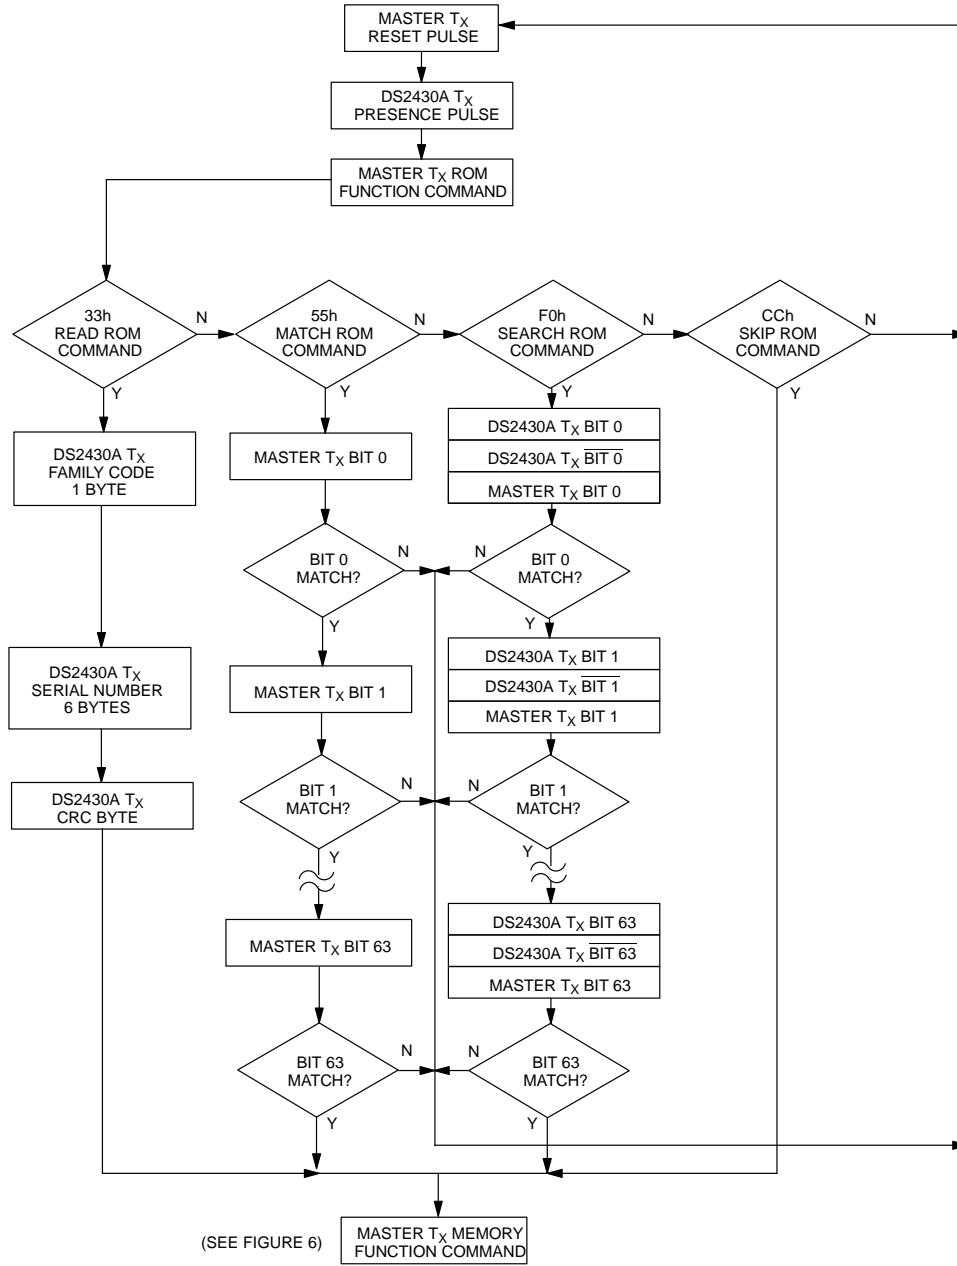 MASTER TX
RESET PULSE
DS2430A TX
PRESENCE PULSE
MASTER TX ROM
FUNCTION COMMAND
33h
READ ROM
COMMAND
N
Y
55h
MATCH ROM
COMMAND
N
Y
F0h
SEARCH ROM
COMMAND
N
Y
CCh
SKIP ROM
COMMAND
N
Y
DS2430A TX
FAMILY CODE
1 BYTE
DS2430A TX
SERIAL NUMBER
6 BYTES
DS2430A TX
CRC BYTE
MASTER TX BIT 0
BIT 0
MATCH?
N
Y
MASTER TX BIT 1
BIT 1
MATCH?
N
Y
MASTER TX BIT 63
BIT 63
MATCH?
N
Y
DS2430A TX BIT 0
DS2430A TX B̅I̅T̅ ̅0̅
MASTER TX BIT 0
N
BIT 0
MATCH?
Y
DS2430A TX BIT 1
DS2430A TX B̅I̅T̅ ̅1̅
MASTER TX BIT 1
N
BIT 1
MATCH?
Y
DS2430A TX BIT 63
DS2430A TX B̅I̅T̅ ̅6̅3̅
MASTER TX BIT 63
N
BIT 63
MATCH?
Y
(SEE FIGURE 6)
MASTER TX MEMORY
FUNCTION COMMAND